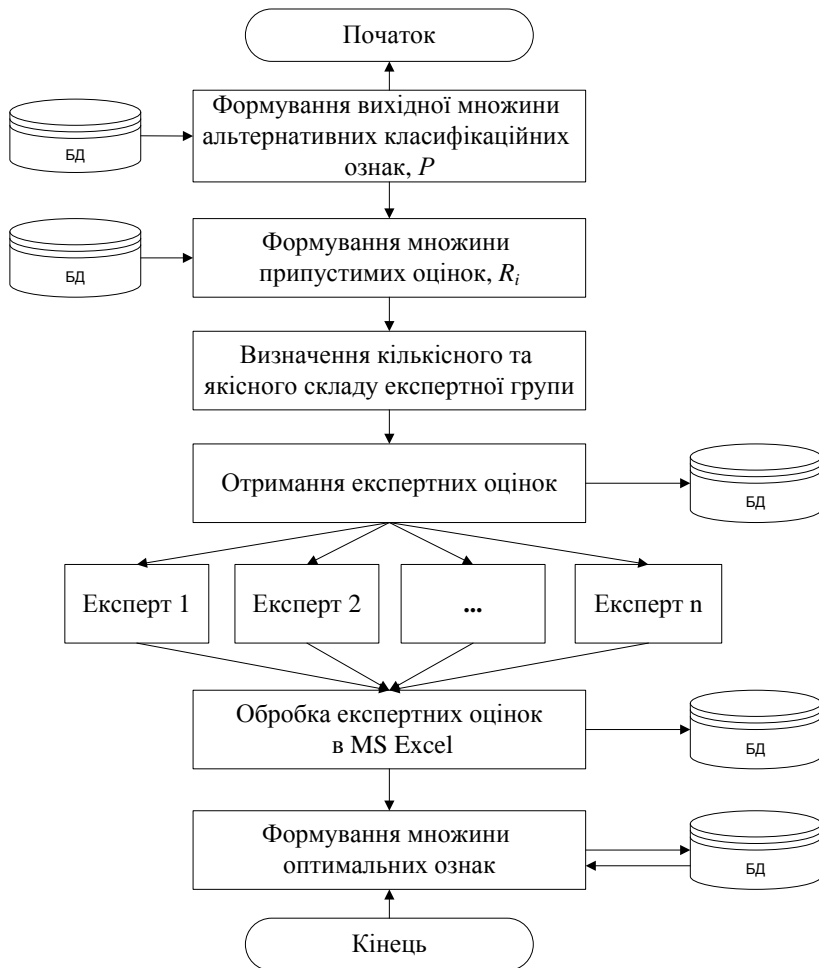 Початок
Формування вихідної множини
альтернативних класифікаційних
ознак, P
БД
Формування множини
припустимих оцінок, Ri
БД
Визначення кількісного та
якісного складу експертної групи
Отримання експертних оцінок
БД
Експерт 1
Експерт 2
...
Експерт n
Обробка експертних оцінок
в MS Excel
БД
Формування множини
оптимальних ознак
БД
Кінець